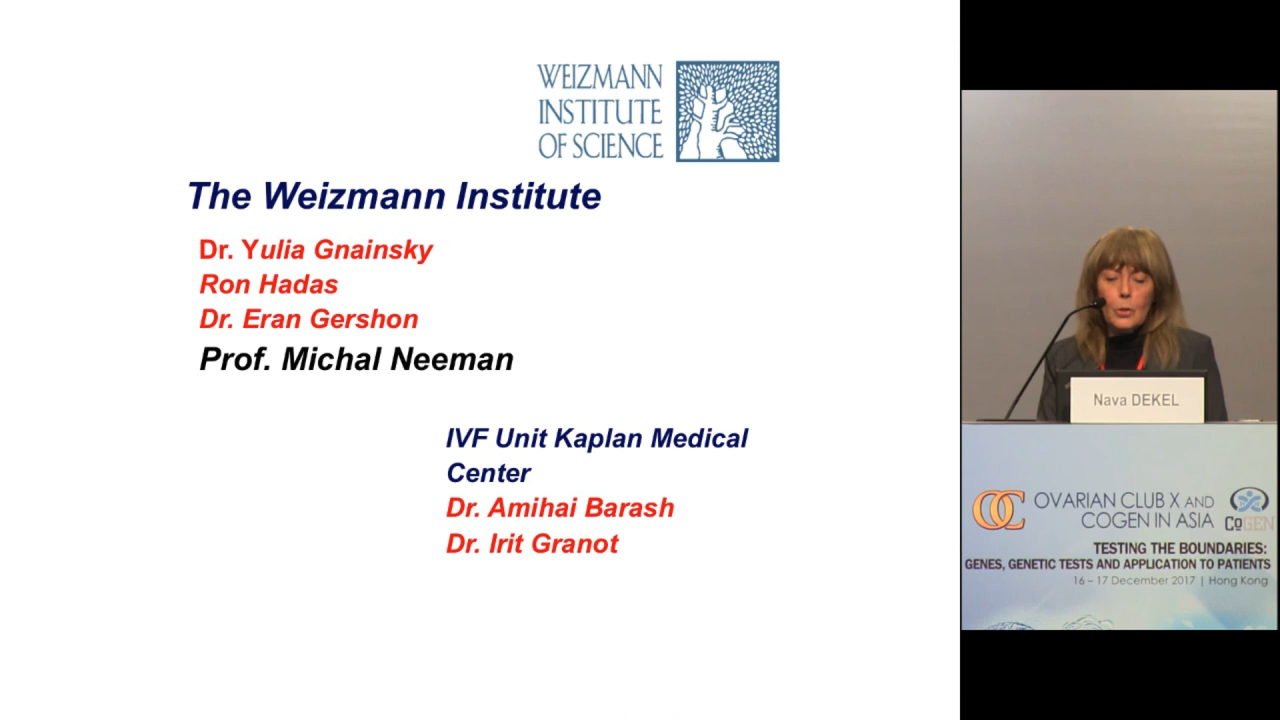 WEIZMANN
INSTITUTE
OF SCIENCE
The Weizmann Institute
Dr. Yulia Gnainsky
Ron Hadas
Dr. Eran Gershon
Prof. Michal Neeman
IVF Unit Kaplan Medical
Center
Dr. Amihai Barash
Dr. Irit Granot
Nava DEKEL
OC OVARIAN CLUB X AND
COGEN IN ASIA CoGEN
TESTING THE BOUNDARIES:
GENES, GENETIC TESTS AND APPLICATION TO PATIENTS
16 – 17 December 2017 | Hong Kong